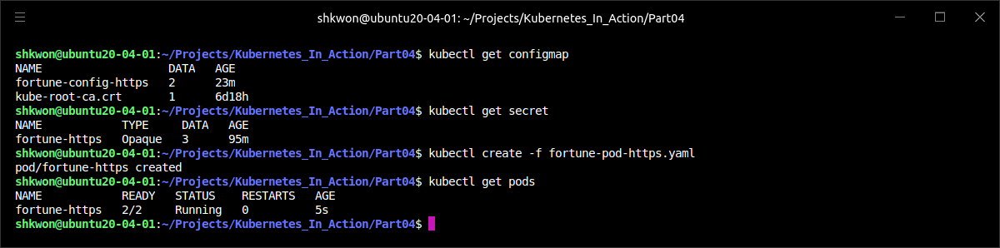 shkwon@ubuntu20-04-01: ~/Projects/Kubernetes_In_Action/Part04
shkwon@ubuntu20-04-01:~/Projects/Kubernetes_In_Action/Part04$ kubectl get configmap
NAME                   DATA   AGE
fortune-config-https   2      23m
kube-root-ca.crt       1      6d18h
shkwon@ubuntu20-04-01:~/Projects/Kubernetes_In_Action/Part04$ kubectl get secret
NAME            TYPE     DATA   AGE
fortune-https   Opaque   3      95m
shkwon@ubuntu20-04-01:~/Projects/Kubernetes_In_Action/Part04$ kubectl create -f fortune-pod-https.yaml
pod/fortune-https created
shkwon@ubuntu20-04-01:~/Projects/Kubernetes_In_Action/Part04$ kubectl get pods
NAME            READY   STATUS    RESTARTS   AGE
fortune-https   2/2     Running   0          5s
shkwon@ubuntu20-04-01:~/Projects/Kubernetes_In_Action/Part04$